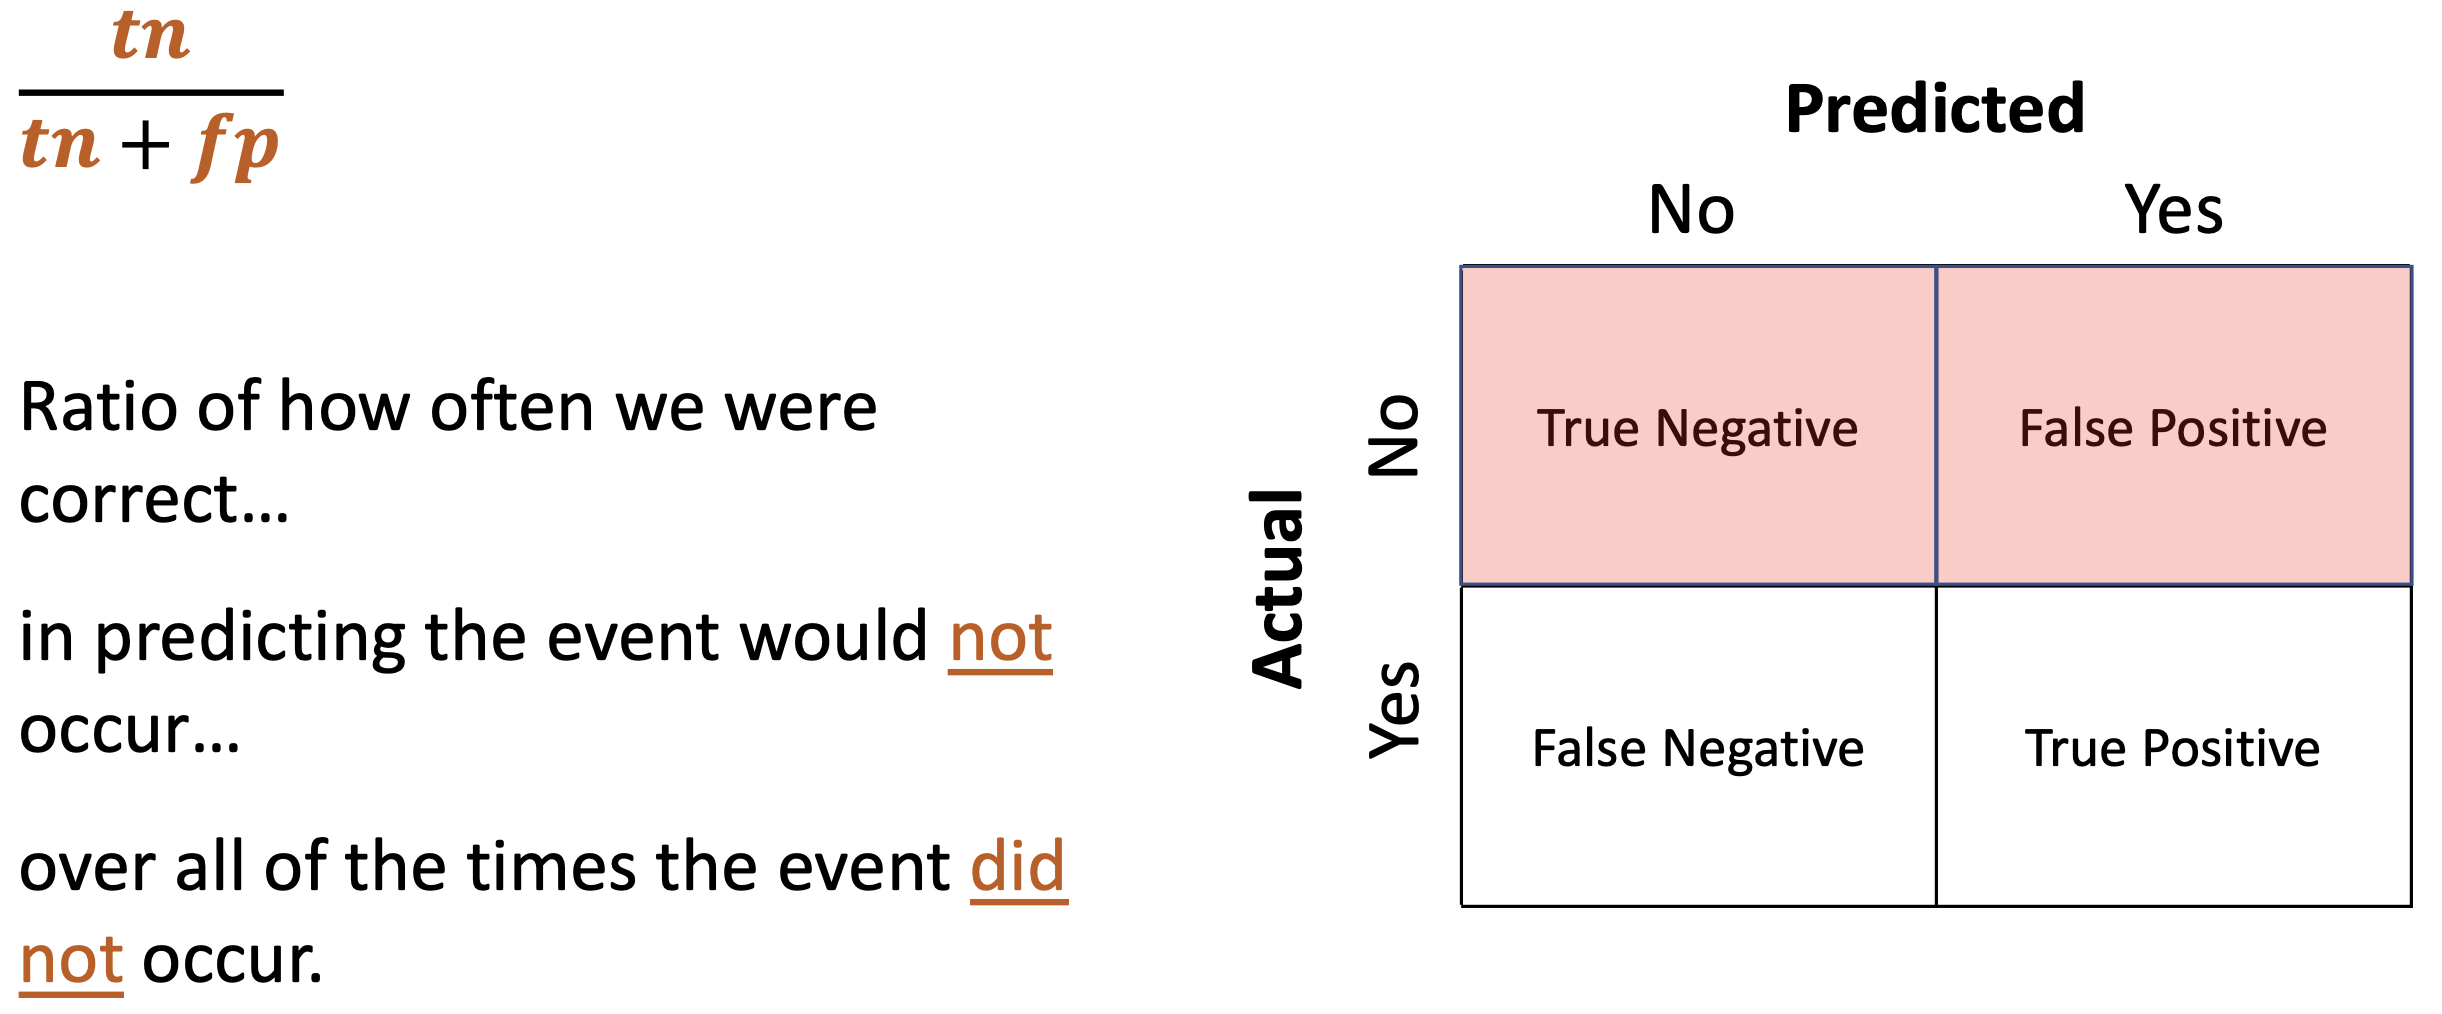 tn
tn + fp
Ratio of how often we were
correct...
in predicting the event would not
occur...
over all of the times the event did
not occur.
Predicted
No Yes
Actual
No
True Negative False Positive
Yes
False Negative True Positive